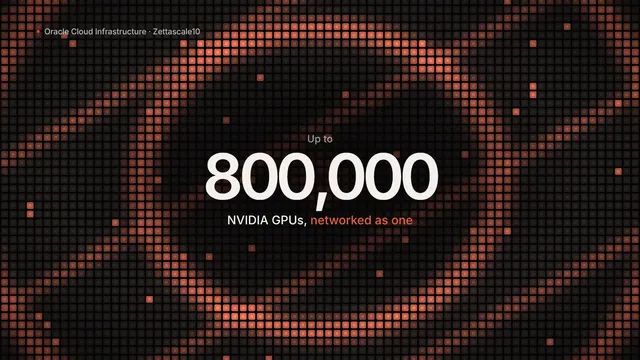 Oracle Cloud Infrastructure · Zettascale10
Up to
800,000
NVIDIA GPUs, networked as one